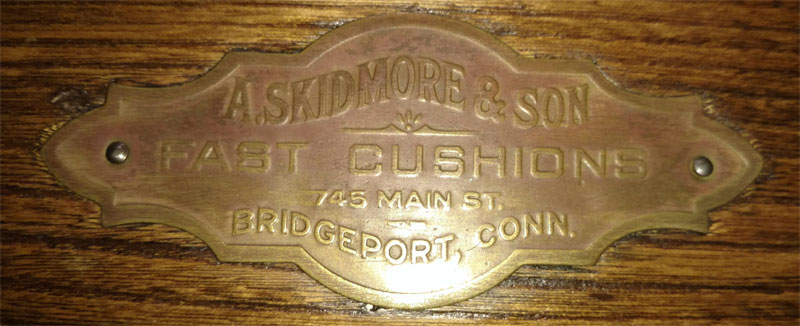 A. SKIDMORE & SON
FAST CUSHIONS
745 MAIN ST.
BRIDGEPORT, CONN.